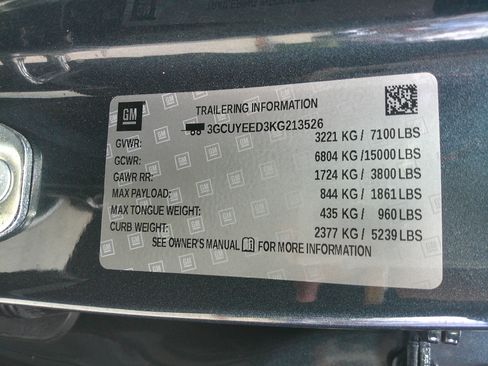 GM
TRAILERING INFORMATION
3GCUYEED3KG213526
GVWR: 3221 KG / 7100 LBS
GCWR: 6804 KG /15000 LBS
GAWR RR: 1724 KG / 3800 LBS
MAX PAYLOAD: 844 KG / 1861 LBS
MAX TONGUE WEIGHT: 435 KG / 960 LBS
CURB WEIGHT: 2377 KG / 5239 LBS
SEE OWNER'S MANUAL FOR MORE INFORMATION